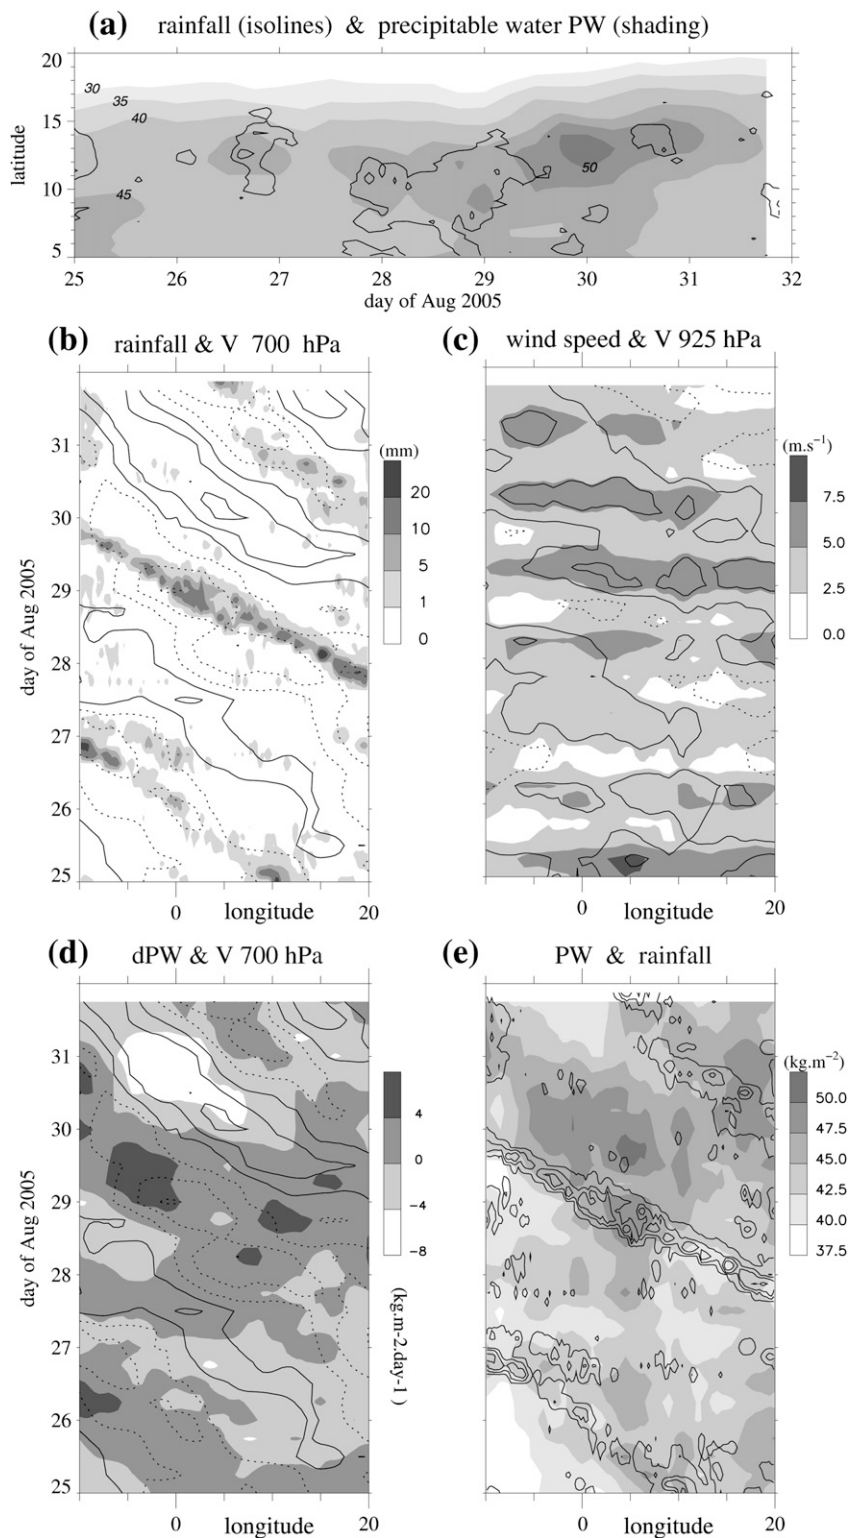 (a) rainfall (isolines) & precipitable water PW (shading)
20
15
10
5
latitude
30
35
40
45
50
25 26 27 28 29 30 31 32
day of Aug 2005
(b) rainfall & V 700 hPa
31
30
29
28
27
26
25
day of Aug 2005
0 longitude 20
(mm)
20
10
5
1
0
(c) wind speed & V 925 hPa
0 longitude 20
(m.s⁻¹)
7.5
5.0
2.5
0.0
(d) dPW & V 700 hPa
31
30
29
28
27
26
25
day of Aug 2005
0 longitude 20
4
0
−4
−8
(kg.m-2.day-1 )
(e) PW & rainfall
0 longitude 20
(kg.m⁻²)
50.0
47.5
45.0
42.5
40.0
37.5